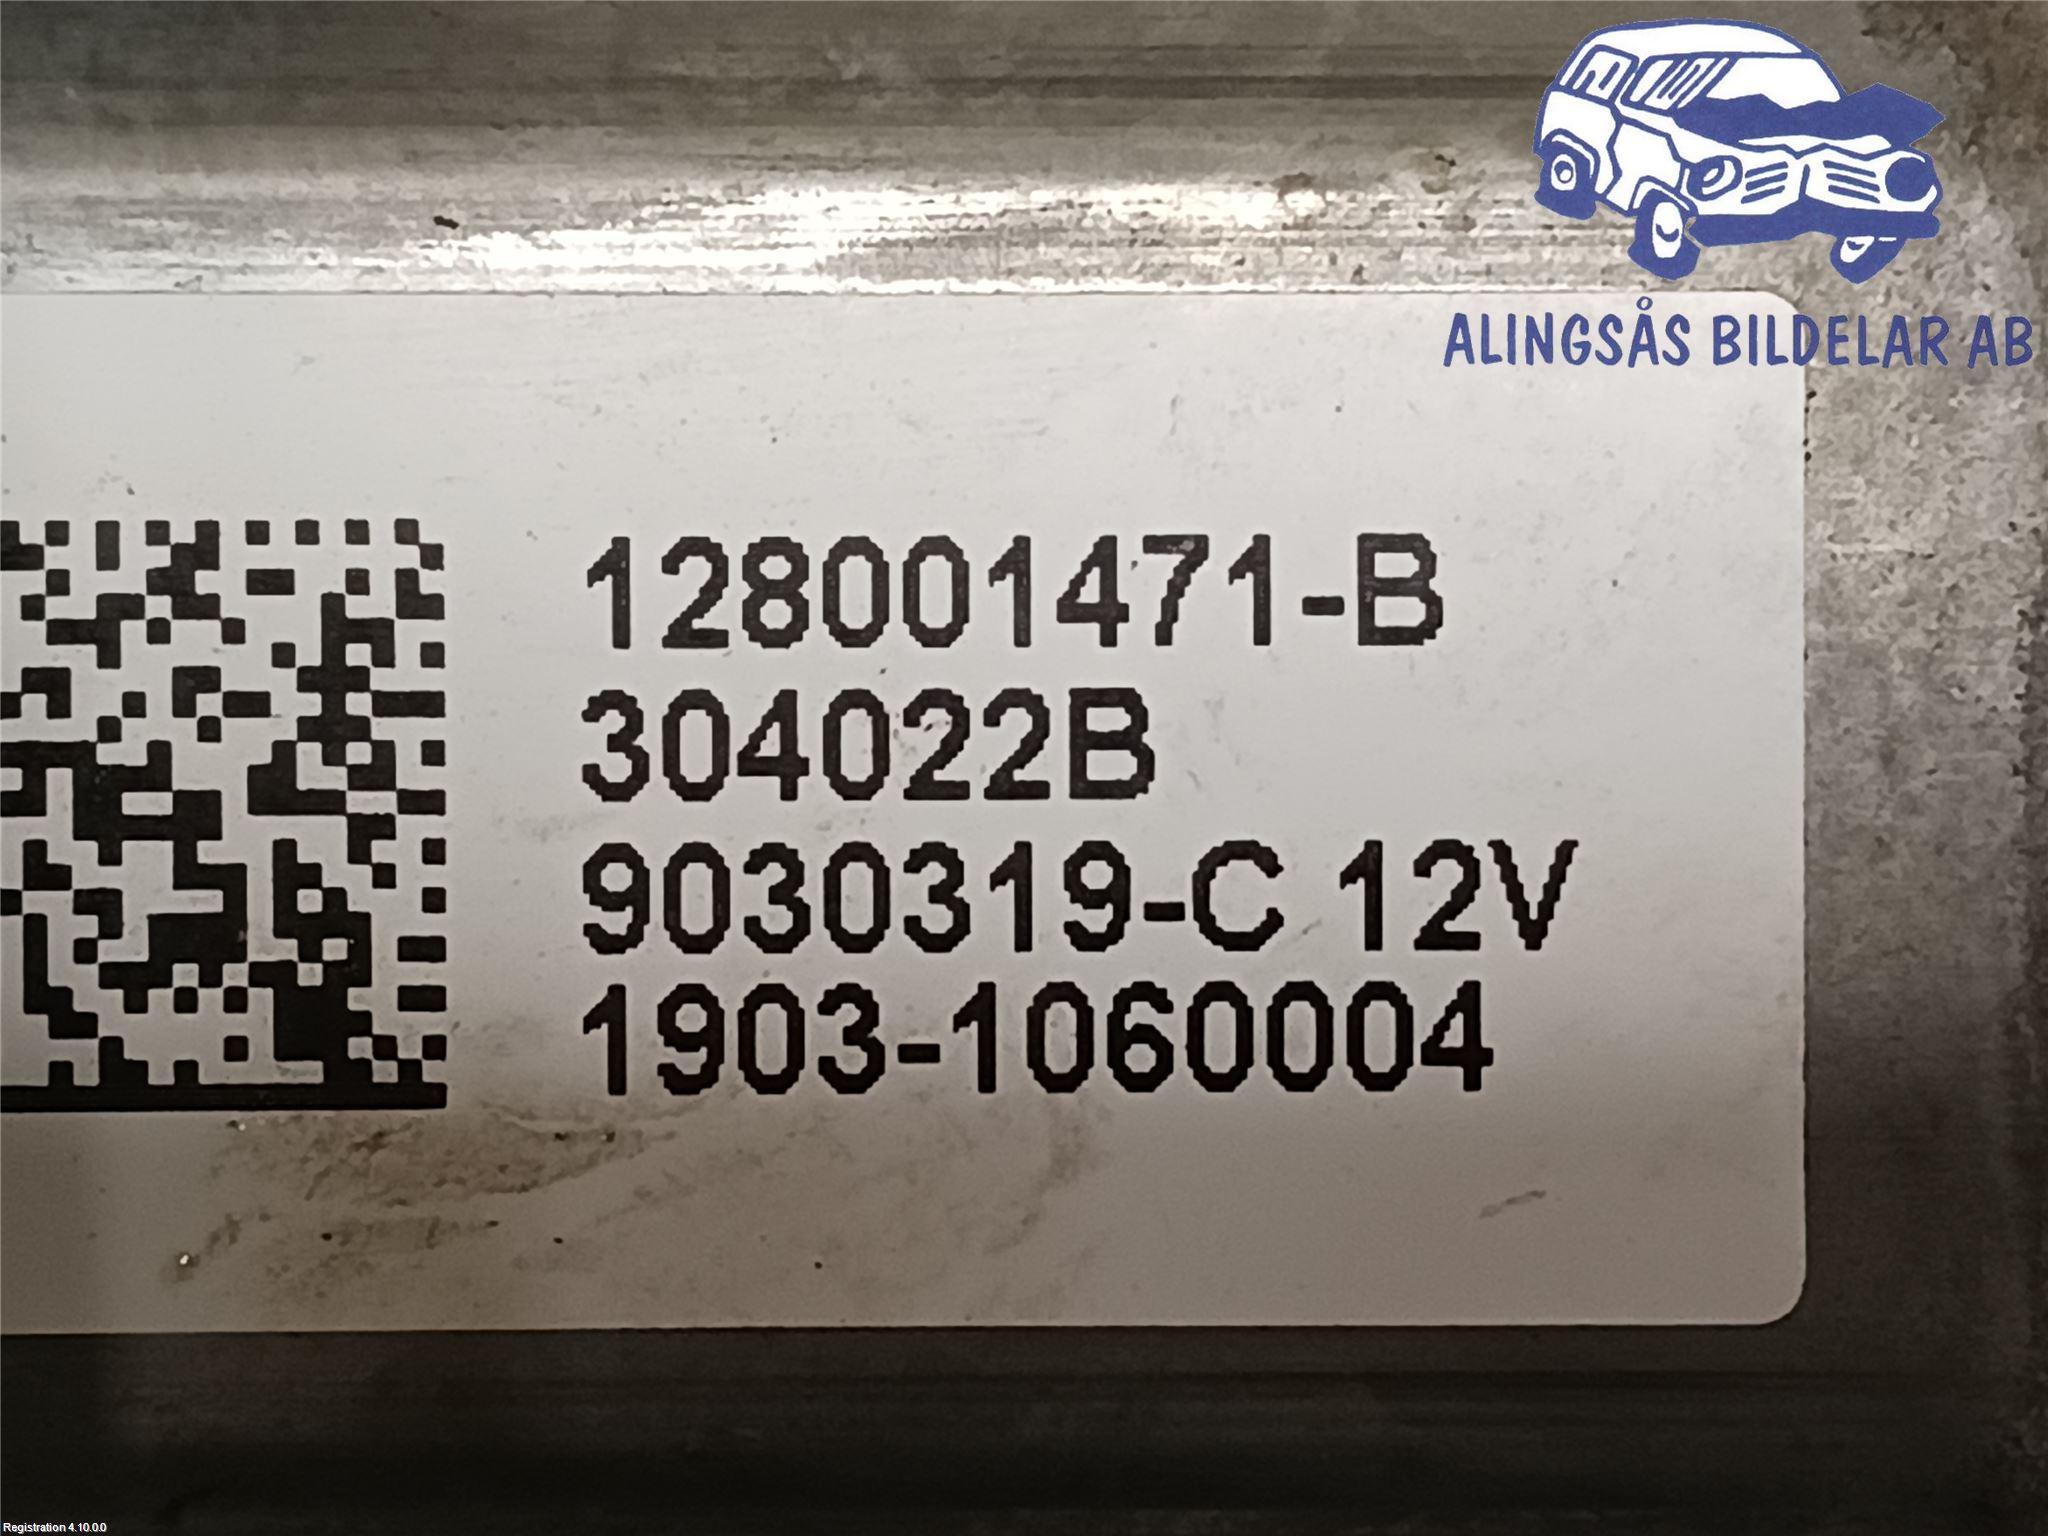 ALINGSÅS BILDELAR AB
128001471-B
304022B
9030319-C 12V
1903-1060004
Registration 4.10.0.0